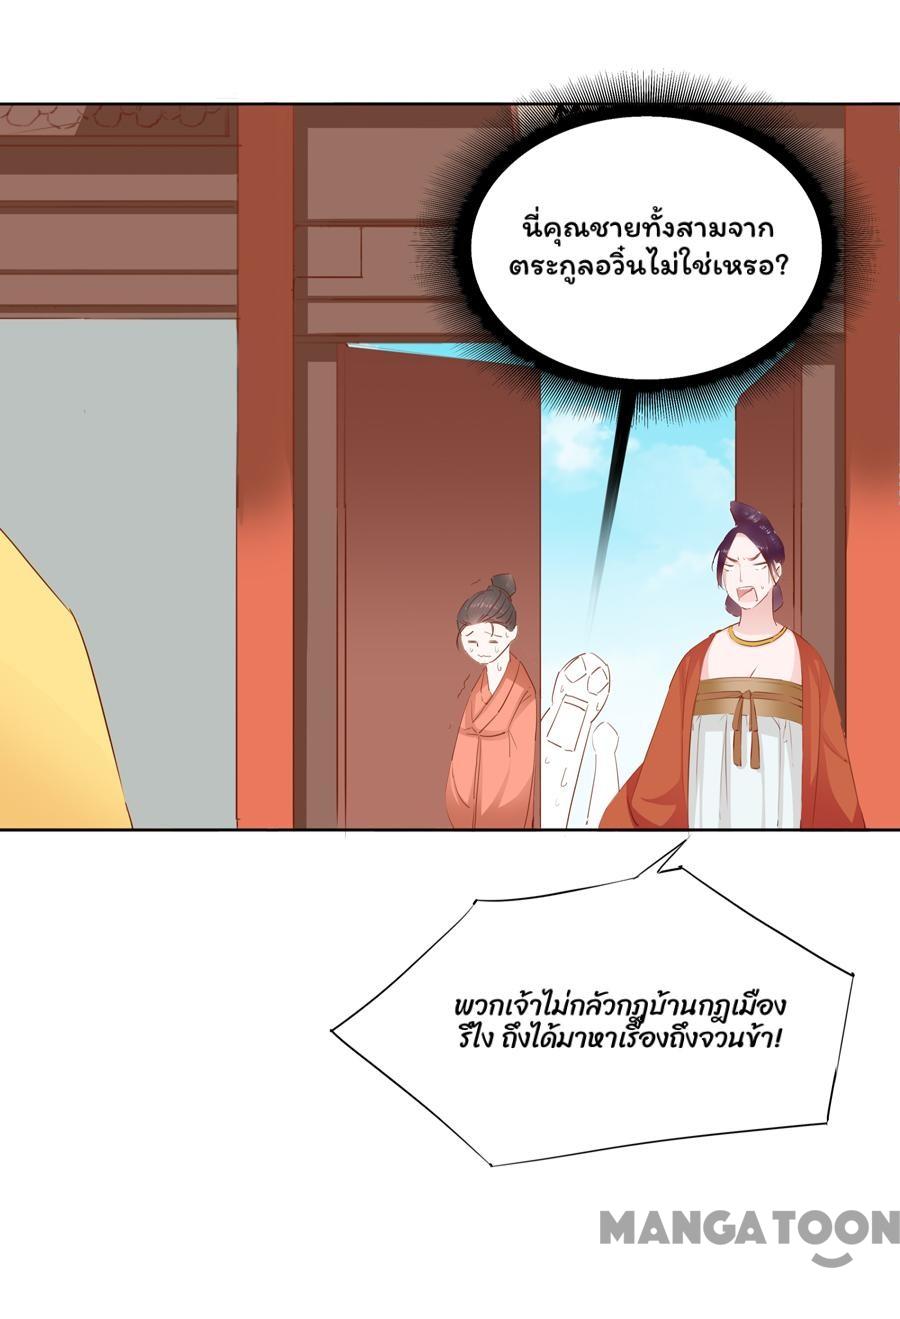 นี่คุณชายทั้งสามจาก
ตระกูลอวิ๋นไม่ใช่เหรอ?
พวกเจ้าไม่กลัวกฎบ้านกฎเมือง
รึไง ถึงได้มาหาเรื่องถึงจวนข้า!
MANGATOON